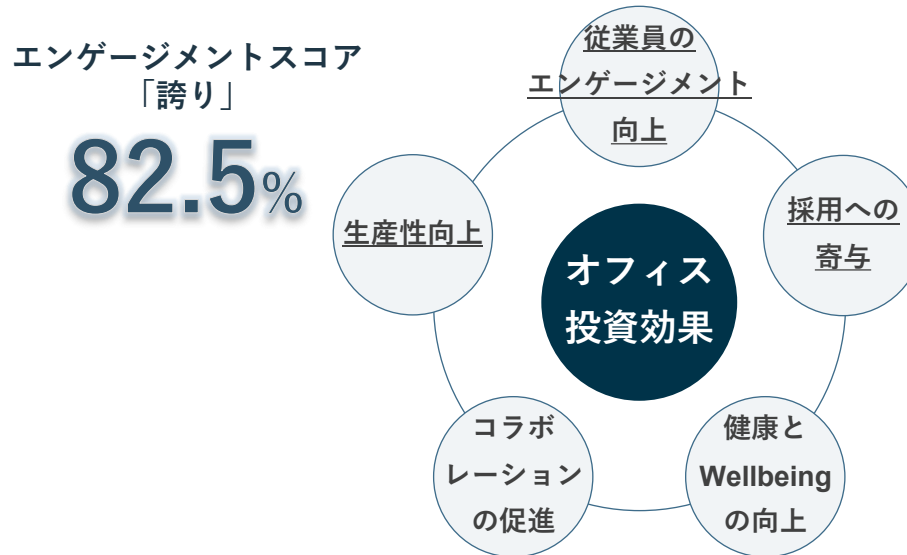 エンゲージメントスコア
「誇り」
82.5%
従業員の
エンゲージメント
向上
生産性向上
採用への
寄与
オフィス
投資効果
コラボ
レーション
の促進
健康と
Wellbeing
の向上